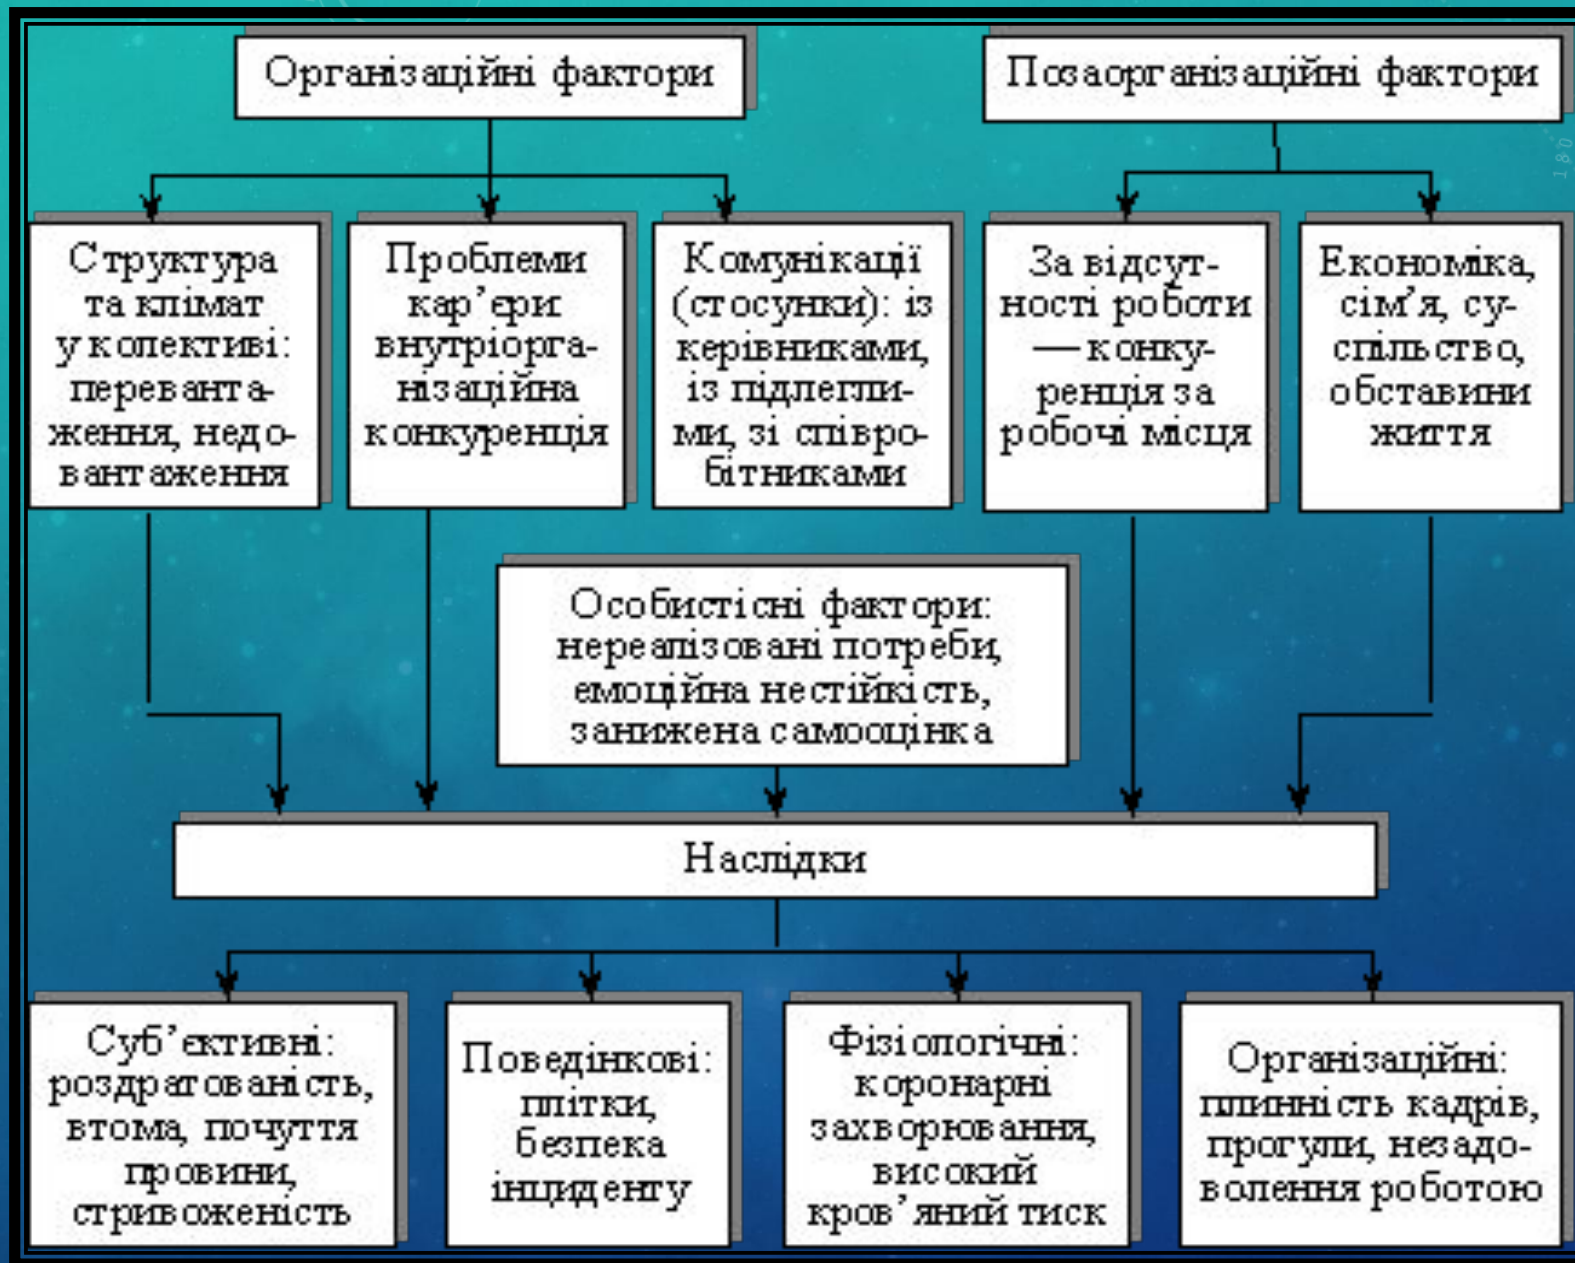 Організаційні фактори
Позаорганізаційні фактори
180
Структура
та клімат
у колективі:
переванта-
ження, недо-
вантаження
Проблеми
кар’єри
внутріорга-
нізаційна
конкуренція
Комунікації
(стосунки): із
керівниками,
із підлегли-
ми, зі співро-
бітниками
За відсут-
ності роботи
— конку-
ренція за
робочі місця
Економіка,
сім’я, су-
спільство,
обставини
життя
Особистісні фактори:
нереалізовані потреби,
емоційна нестійкість,
занижена самооцінка
Наслідки
Суб’єктивні:
роздратованість,
втома, почуття
провини,
стривоженість
Поведінкові:
плітки,
безпека
інциденту
Фізіологічні:
коронарні
захворювання,
високий
кров’яний тиск
Організаційні:
плинність кадрів,
прогули, незадо-
волення роботою